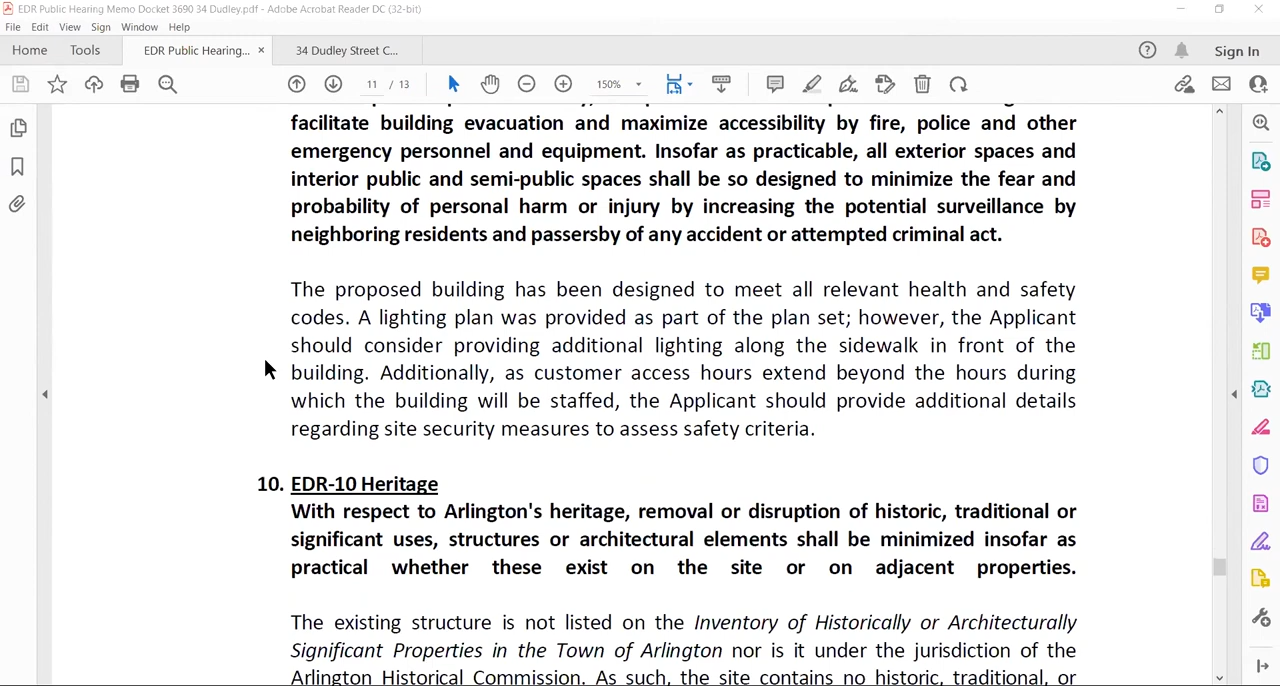 EDR Public Hearing Memo Docket 3690 34 Dudley.pdf - Adobe Acrobat Reader DC (32-bit)
File Edit View Sign Window Help
Home Tools EDR Public Hearing... × 34 Dudley Street C... Sign In
11 / 13 150%
facilitate building evacuation and maximize accessibility by fire, police and other
emergency personnel and equipment. Insofar as practicable, all exterior spaces and
interior public and semi-public spaces shall be so designed to minimize the fear and
probability of personal harm or injury by increasing the potential surveillance by
neighboring residents and passersby of any accident or attempted criminal act.
The proposed building has been designed to meet all relevant health and safety
codes. A lighting plan was provided as part of the plan set; however, the Applicant
should consider providing additional lighting along the sidewalk in front of the
building. Additionally, as customer access hours extend beyond the hours during
which the building will be staffed, the Applicant should provide additional details
regarding site security measures to assess safety criteria.
10. EDR-10 Heritage
With respect to Arlington's heritage, removal or disruption of historic, traditional or
significant uses, structures or architectural elements shall be minimized insofar as
practical whether these exist on the site or on adjacent properties.
The existing structure is not listed on the Inventory of Historically or Architecturally
Significant Properties in the Town of Arlington nor is it under the jurisdiction of the
Arlington Historical Commission. As such, the site contains no historic, traditional, or